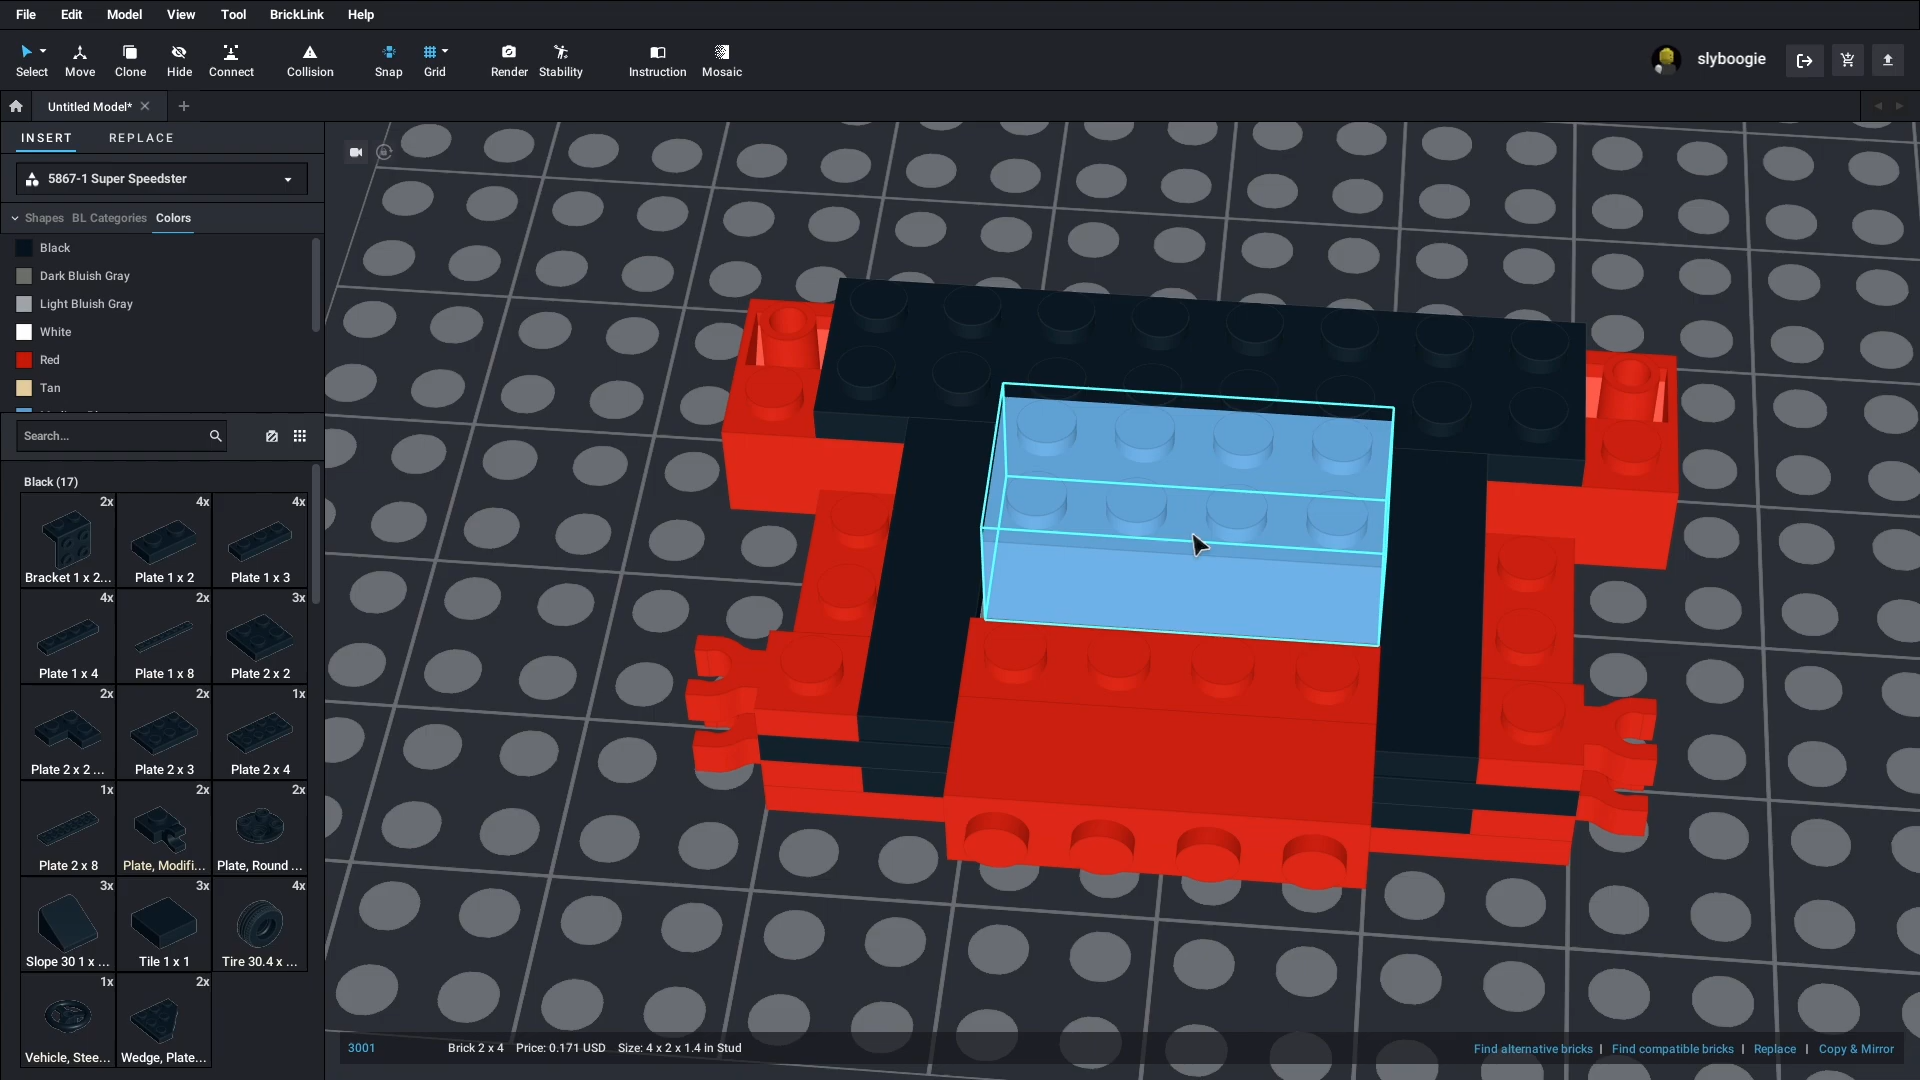 File Edit Model View Tool BrickLink Help
Select Move Clone Hide Connect Collision Snap Grid Render Stability Instruction Mosaic
slyboogie
Untitled Model*
INSERT REPLACE
5867-1 Super Speedster
Shapes BL Categories Colors
Black
Dark Bluish Gray
Light Bluish Gray
White
Red
Tan
Search...
Black (17)
2x 4x 4x
Bracket 1 x 2... Plate 1 x 2 Plate 1 x 3
4x 2x 3x
Plate 1 x 4 Plate 1 x 8 Plate 2 x 2
2x 2x 1x
Plate 2 x 2 ... Plate 2 x 3 Plate 2 x 4
1x 2x 2x
Plate 2 x 8 Plate, Modifi... Plate, Round ...
3x 3x 4x
Slope 30 1 x ... Tile 1 x 1 Tire 30.4 x ...
1x 2x
Vehicle, Stee... Wedge, Plate...
3001 Brick 2 x 4 Price: 0.171 USD Size: 4 x 2 x 1.4 in Stud
Find alternative bricks | Find compatible bricks | Replace | Copy & Mirror